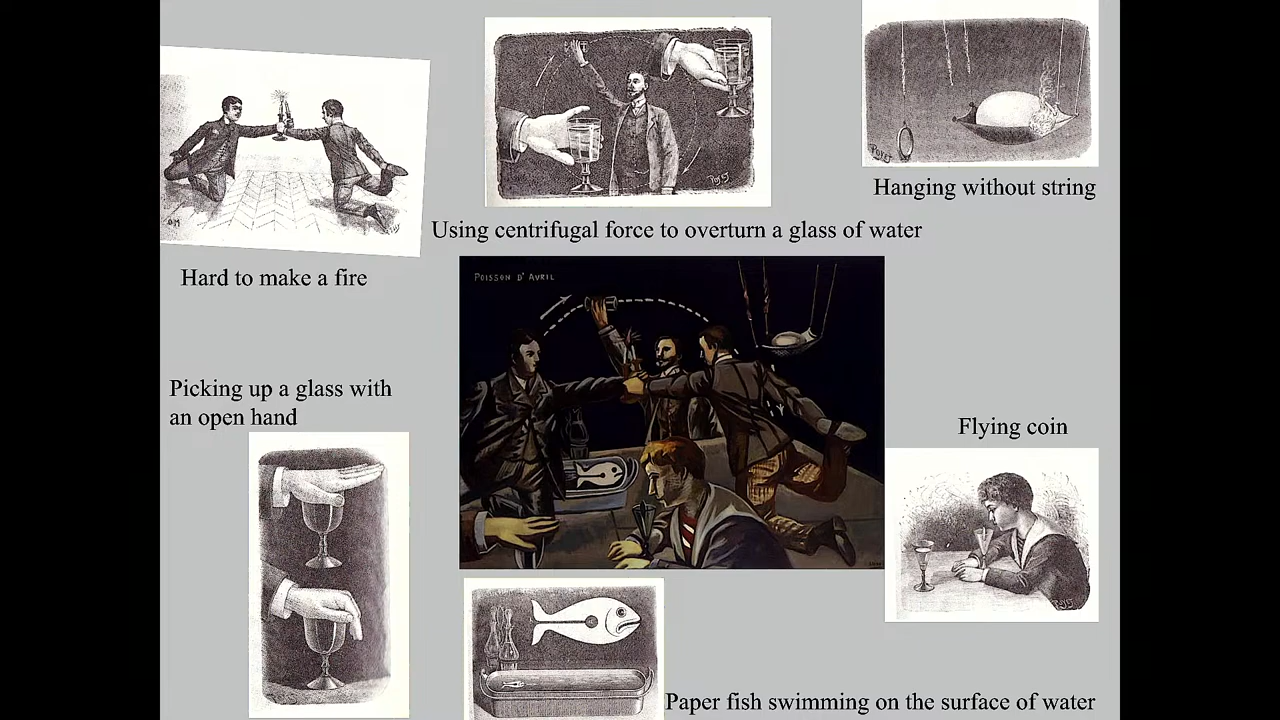 Hanging without string
Using centrifugal force to overturn a glass of water
Hard to make a fire
POISSON D'AVRIL
Picking up a glass with
an open hand
Flying coin
Paper fish swimming on the surface of water